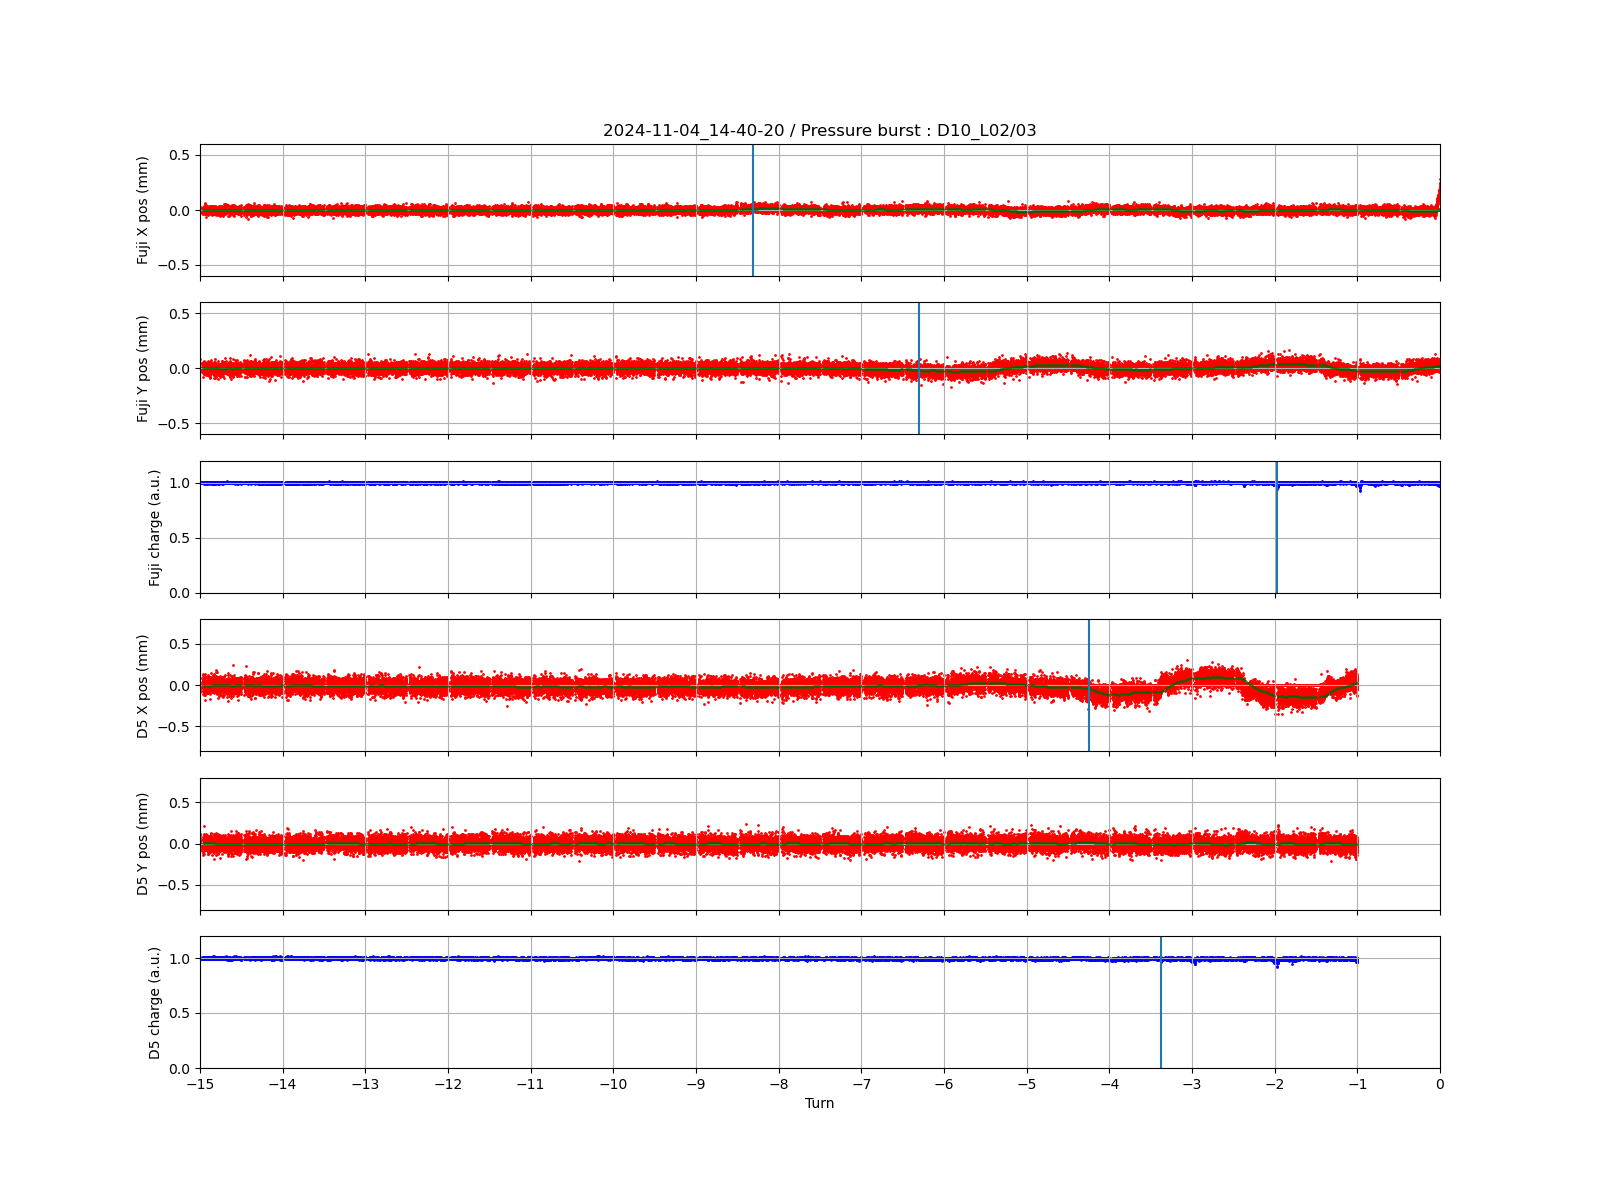 2024-11-04_14-40-20 / Pressure burst : D10_L02/03
Fuji X pos (mm)
0.5
0.0
−0.5
Fuji Y pos (mm)
0.5
0.0
−0.5
Fuji charge (a.u.)
1.0
0.5
0.0
D5 X pos (mm)
0.5
0.0
−0.5
D5 Y pos (mm)
0.5
0.0
−0.5
D5 charge (a.u.)
1.0
0.5
0.0
−15 −14 −13 −12 −11 −10 −9 −8 −7 −6 −5 −4 −3 −2 −1 0
Turn